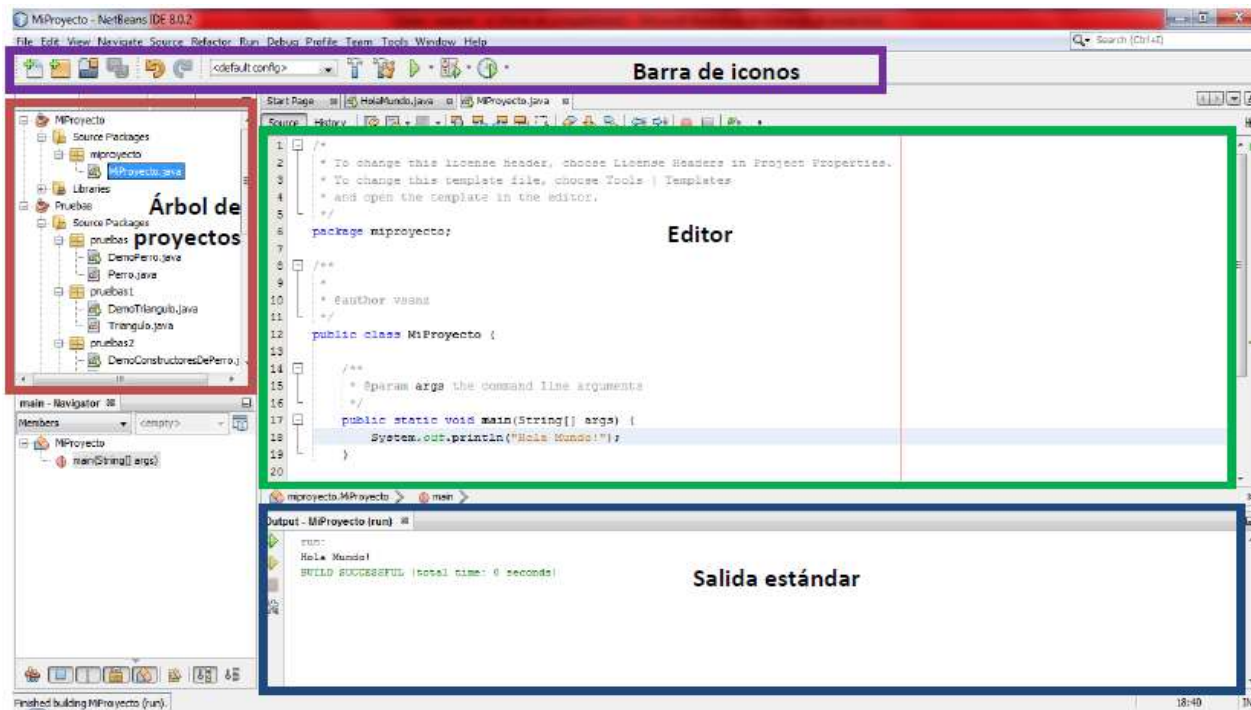 MiProyecto - NetBeans IDE 8.0.2
File Edit View Navigate Source Refactor Run Debug Profile Team Tools Window Help
Search (Ctrl+I)
<default config>
Barra de iconos
Start Page HolaMundo.java MiProyecto.java
Source History
MiProyecto
Source Packages
miproyecto
MiProyecto.java
Libraries
Pruebas
Source Packages
pruebas
DemoPerro.java
Perro.java
pruebas1
DemoTriangulo.java
Triangulo.java
pruebas2
DemoConstructoresDePerro.j
Árbol de
proyectos
1 /*
2 * To change this license header, choose License Headers in Project Properties.
3 * To change this template file, choose Tools | Templates
4 * and open the template in the editor.
5 */
6 package miproyecto;
7
8 /**
9 *
10 * @author vsanz
11 */
12 public class MiProyecto {
13
14 /**
15 * @param args the command line arguments
16 */
17 public static void main(String[] args) {
18 System.out.println("Hola Mundo!");
19 }
20
Editor
main - Navigator
Members <empty>
MiProyecto
main(String[] args)
miproyecto.MiProyecto main
Output - MiProyecto (run)
run:
Hola Mundo!
BUILD SUCCESSFUL (total time: 0 seconds)
Salida estándar
Finished building MiProyecto (run).
18:40